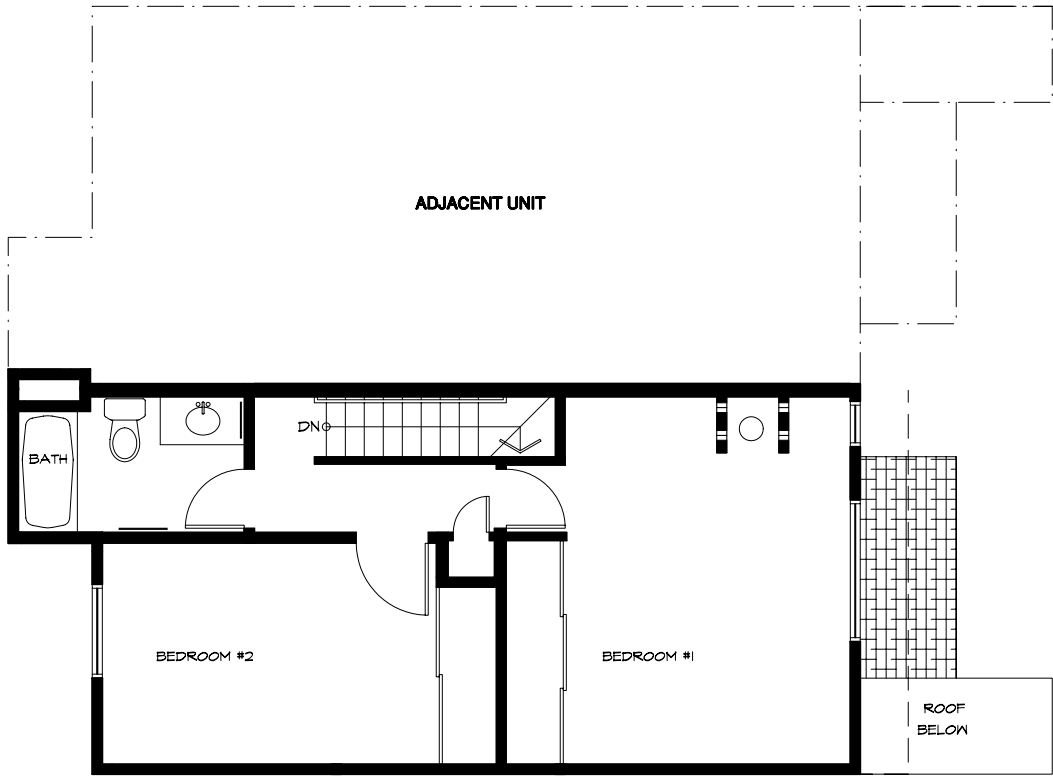 ADJACENT UNIT
DN
BATH
BEDROOM #2
BEDROOM #1
ROOF
BELOW